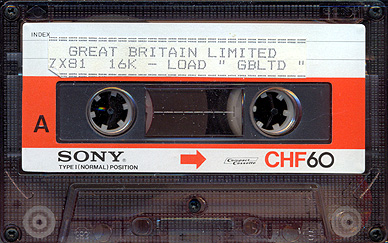 INDEX
GREAT BRITAIN LIMITED
ZX81 16K - LOAD " GBLTD "
A
SONY
TYPE I (NORMAL) POSITION
Compact Cassette
CHF60